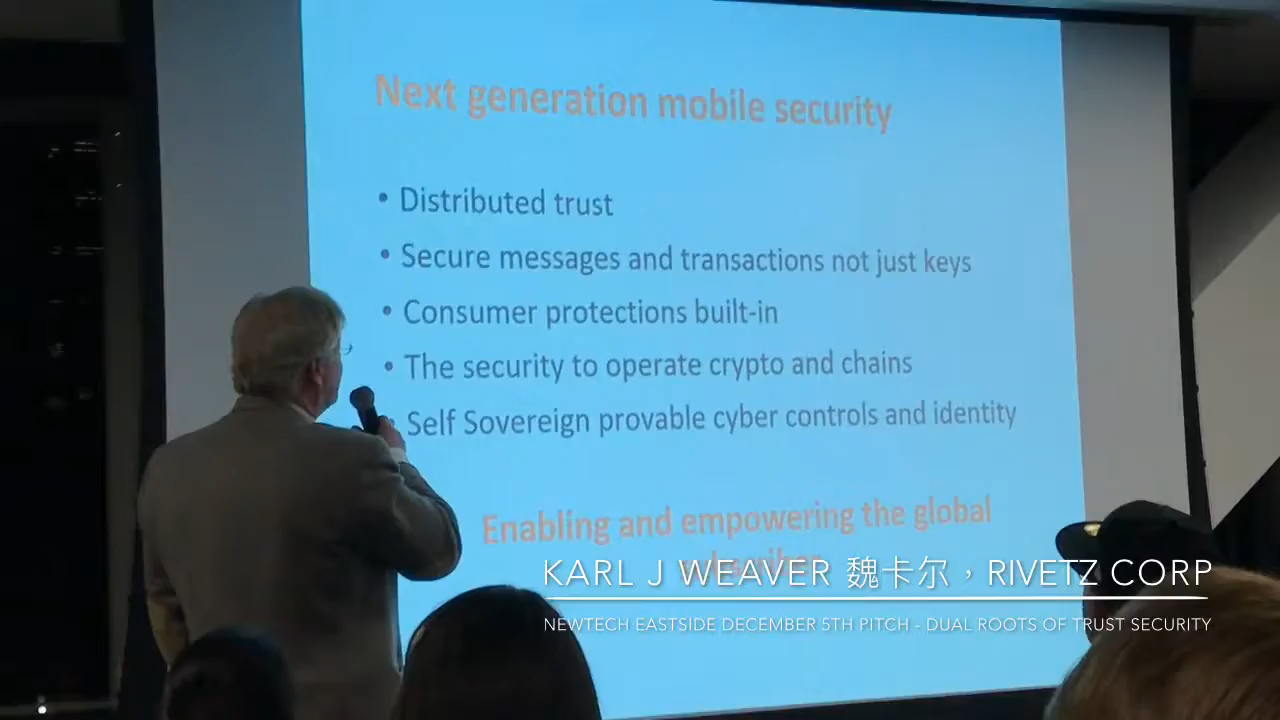 Next generation mobile security
• Distributed trust
• Secure messages and transactions not just keys
• Consumer protections built-in
• The security to operate crypto and chains
Self Sovereign provable cyber controls and identity
Enabling and empowering the global
KARL J WEAVER 魏卡尔，RIVETZ CORP
NEWTECH EASTSIDE DECEMBER 5TH PITCH - DUAL ROOTS OF TRUST SECURITY